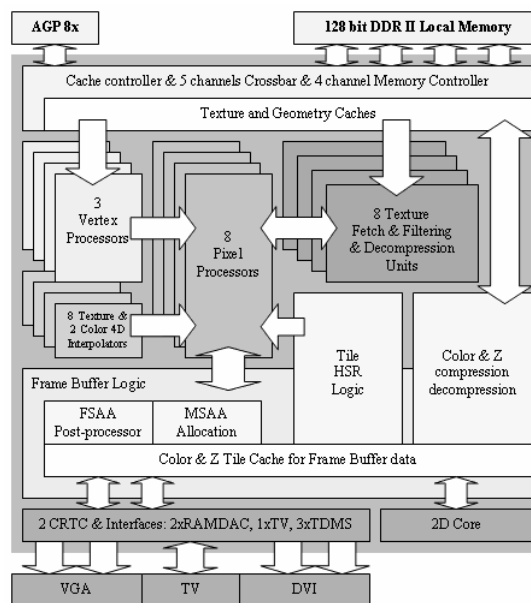 AGP 8x
128 bit DDR II Local Memory
Cache controller & 5 channels Crossbar & 4 channel Memory Controller
Texture and Geometry Caches
3
Vertex
Processors
8
Pixel
Processors
8 Texture
Fetch & Filtering
& Decompression
Units
8 Texture &
2 Color 4D
Interpolators
Tile
HSR
Logic
Color & Z
compression
decompression
Frame Buffer Logic
FSAA
Post-processor
MSAA
Allocation
Color & Z Tile Cache for Frame Buffer data
2 CRTC & Interfaces: 2xRAMDAC, 1xTV, 3xTDMS
2D Core
VGA
TV
DVI